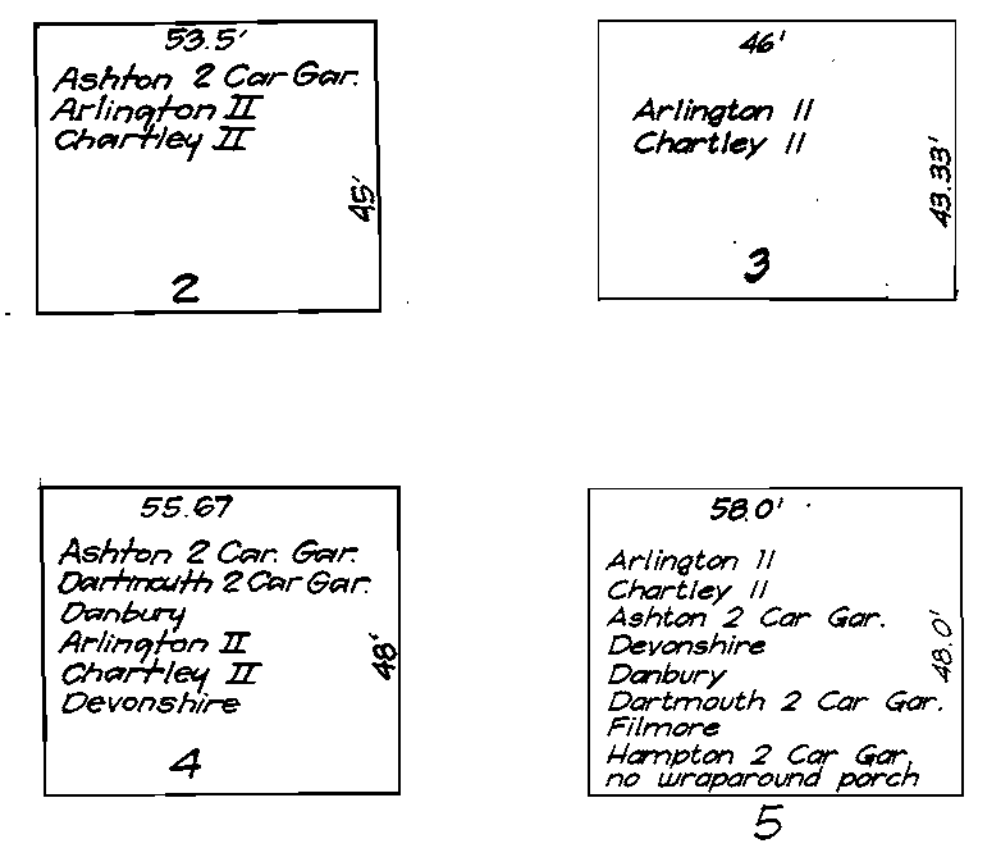 53.5'
Ashton 2 Car Gar.
Arlington II
Chartley II
45'
2
46'
Arlington II
Chartley II
43.33'
3
55.67
Ashton 2 Car. Gar.
Dartmouth 2 Car Gar.
Danbury
Arlington II
Chartley II
Devonshire
48'
4
58.0'
Arlington II
Chartley II
Ashton 2 Car Gar.
Devonshire
Danbury
Dartmouth 2 Car Gar.
Filmore
Hampton 2 Car Gar,
no wraparound porch
48.0'
5